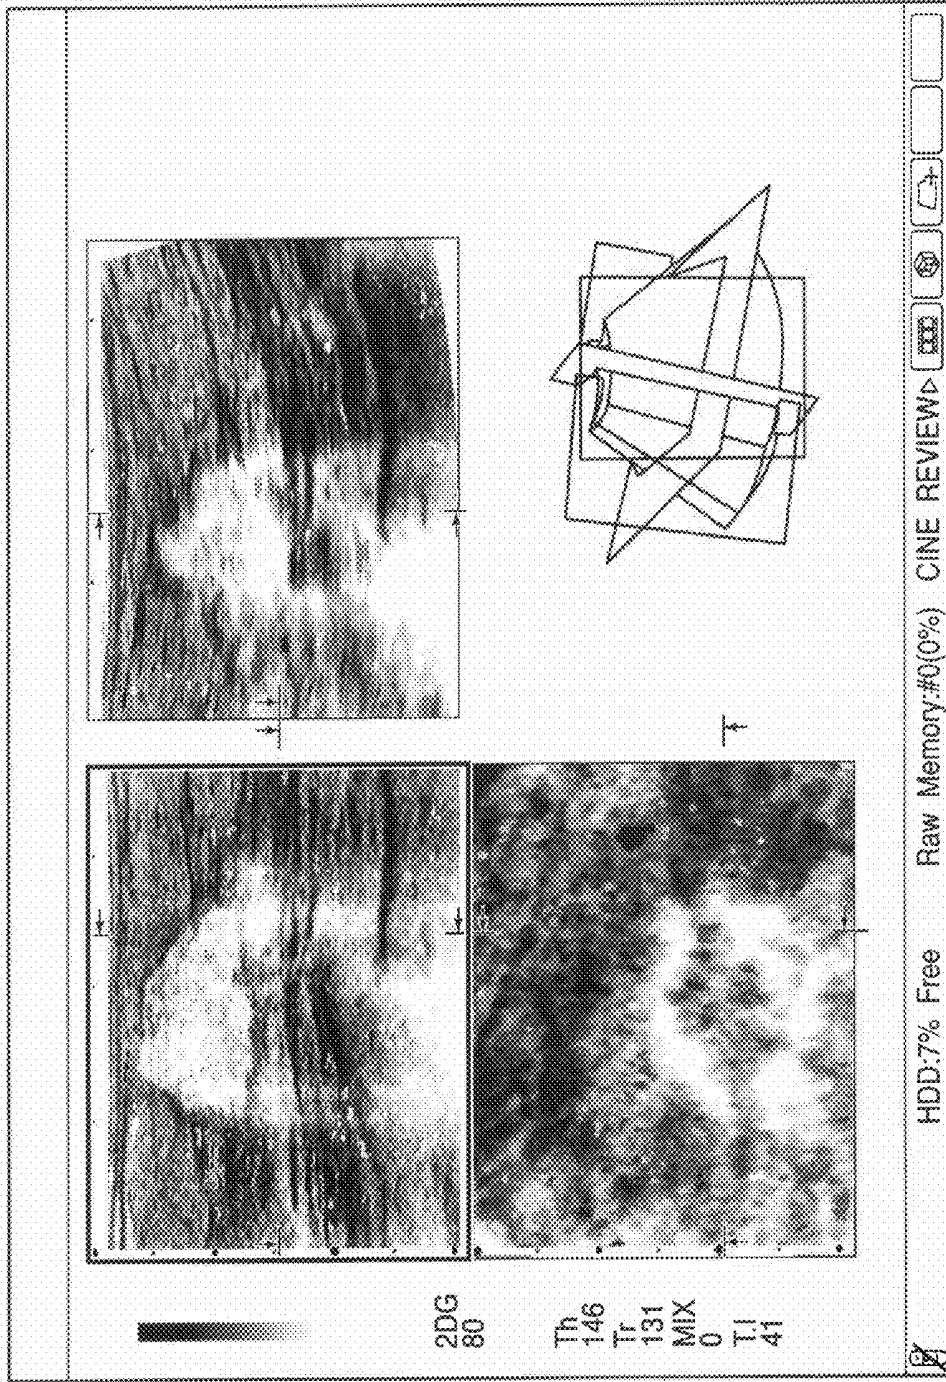 2DG
80
Th
146
Tr
131
MIX
0
T.I
41
HDD:7% Free Raw Memory:#0(0%) CINE REVIEW